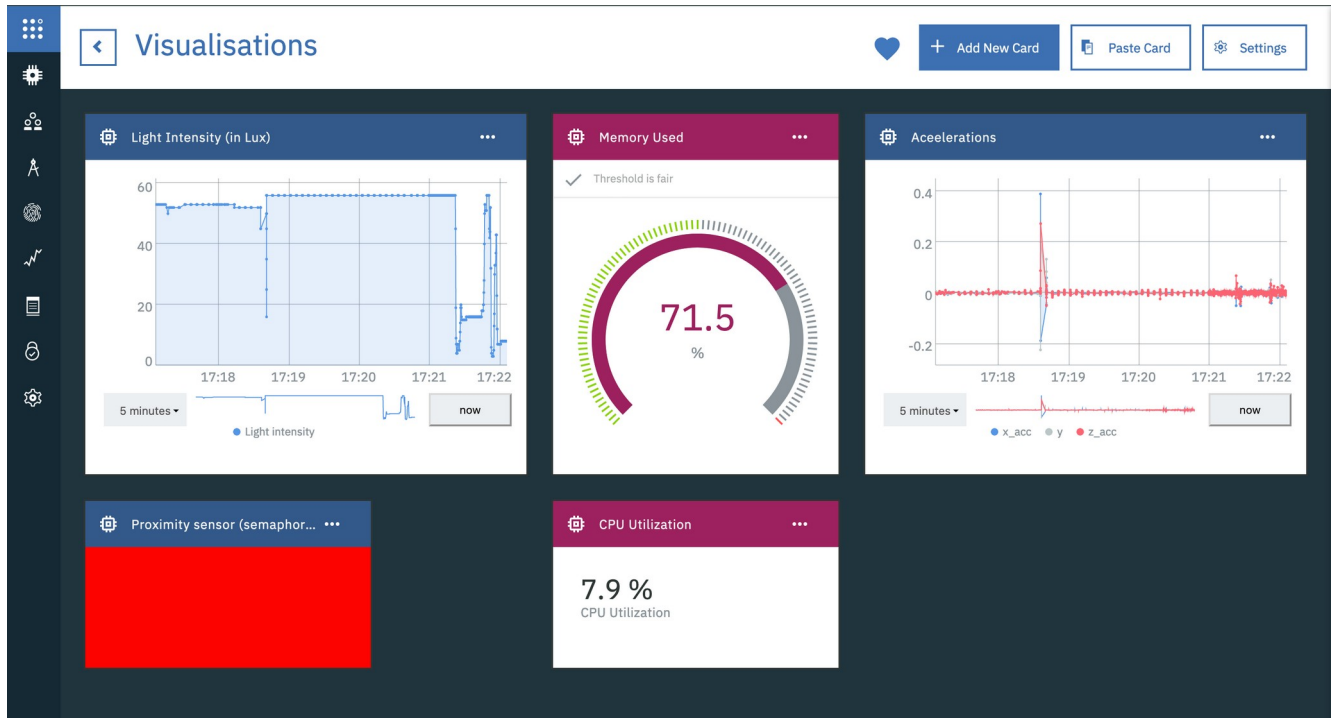 Visualisations
+ Add New Card
Paste Card
Settings
Light Intensity (in Lux)
60
40
20
0
17:18 17:19 17:20 17:21 17:22
5 minutes
now
Light intensity
Memory Used
Threshold is fair
71.5
%
Aceelerations
0.4
0.2
0
-0.2
17:18 17:19 17:20 17:21 17:22
5 minutes
now
x_acc y z_acc
Proximity sensor (semaphor...
CPU Utilization
7.9 %
CPU Utilization